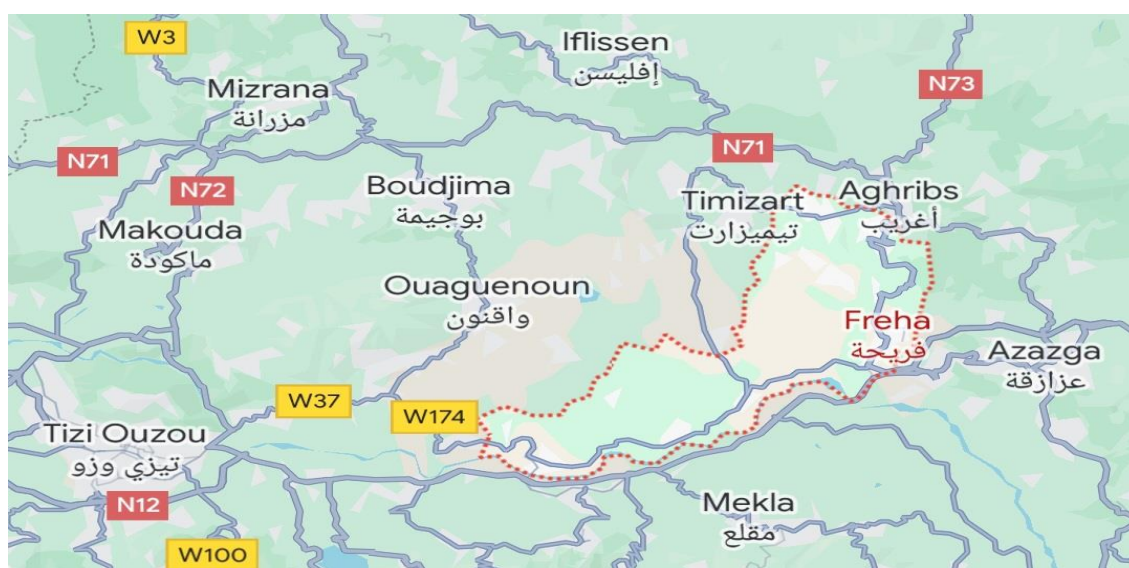 W3
Iflissen
إفليسن
N73
Mizrana
مزرانة
N71
N71
N72
Boudjima
بوجيمة
Timizart
تيميزارت
Aghribs
أغريب
Makouda
ماكودة
Ouaguenoun
واقنون
Freha
فريحة
Azazga
عزازقة
W37
W174
Tizi Ouzou
تيزي وزو
N12
Mekla
مقلع
W100